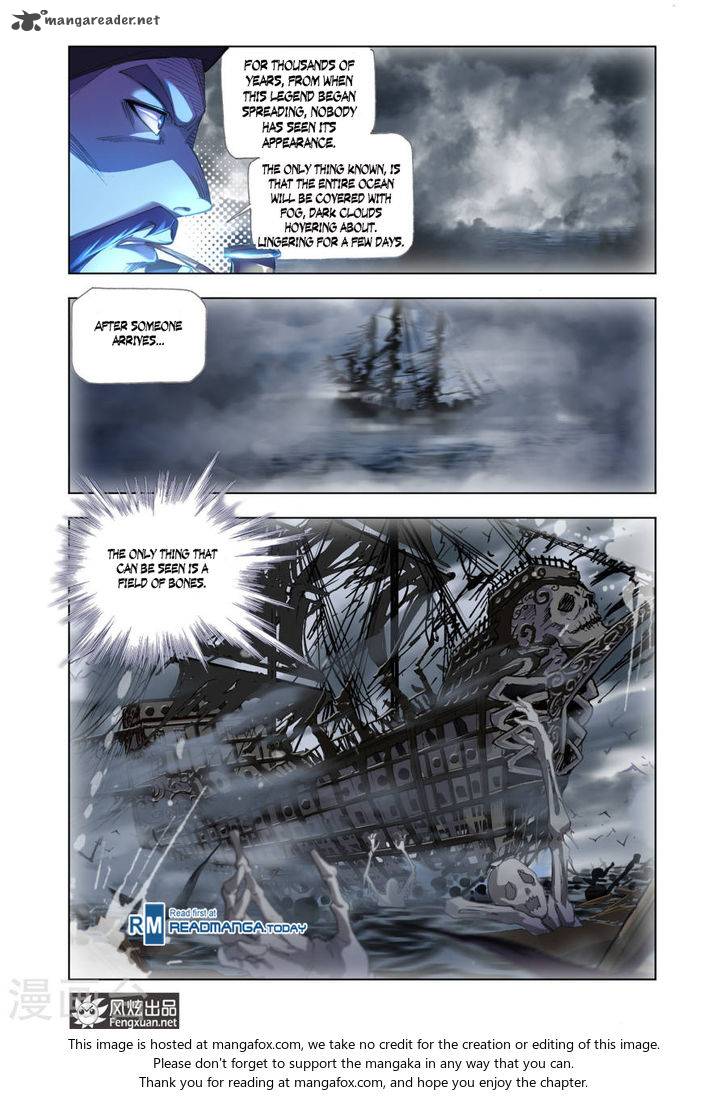 mangareader.net
FOR THOUSANDS OF
YEARS, FROM WHEN
THIS LEGEND BEGAN
SPREADING, NOBODY
HAS SEEN ITS
APPEARANCE.
THE ONLY THING KNOWN, IS
THAT THE ENTIRE OCEAN
WILL BE COVERED WITH
FOG, DARK CLOUDS
HOVERING ABOUT.
LINGERING FOR A FEW DAYS.
AFTER SOMEONE
ARRIVES...
THE ONLY THING THAT
CAN BE SEEN IS A
FIELD OF BONES.
RM
Read first at
READMANGA.TODAY
漫画台
风炫出品
Fengxuan.net
This image is hosted at mangafox.com, we take no credit for the creation or editing of this image.
Please don't forget to support the mangaka in any way that you can.
Thank you for reading at mangafox.com, and hope you enjoy the chapter.